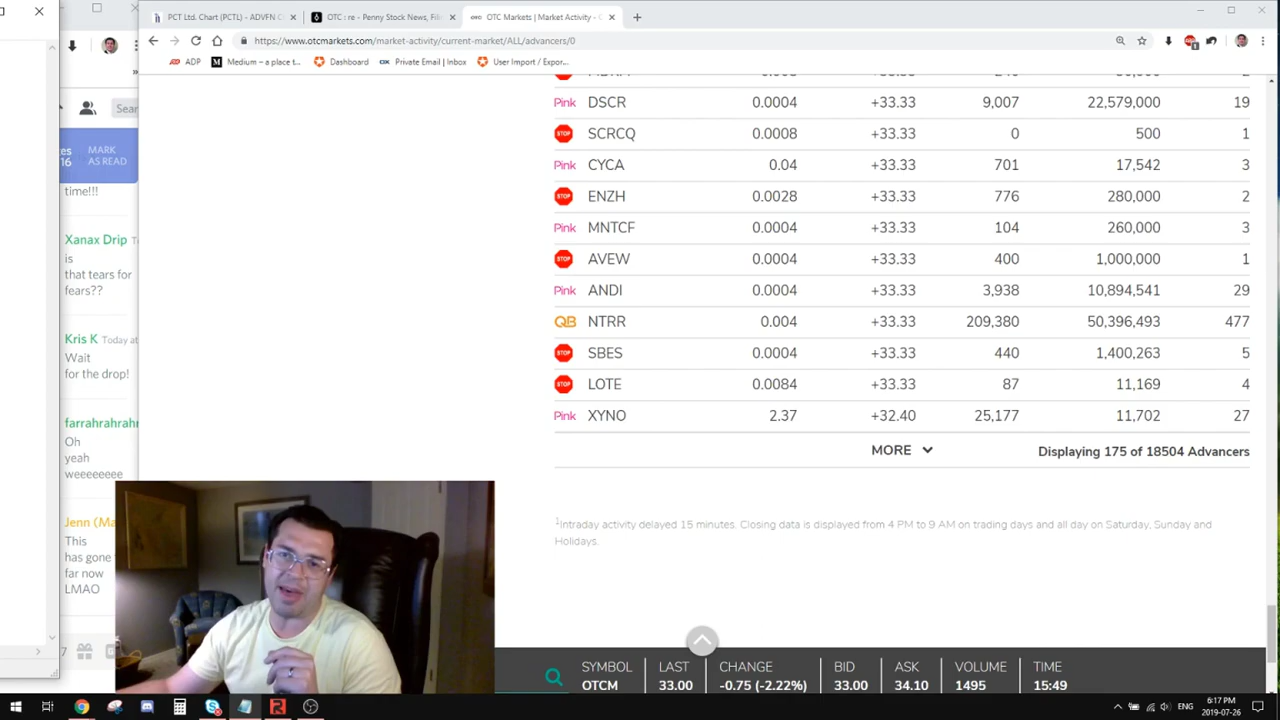 PCT Ltd. Chart (PCTL) - ADVFN C
OTC : re - Penny Stock News, Fili
OTC Markets | Market Activity - C
https://www.otcmarkets.com/market-activity/current-market/ALL/advancers/0
ADP
Medium – a place t...
Dashboard
Private Email | Inbox
User Import / Expor...
Sear
MARK
AS READ
16
time!!!
Xanax Drip
is
that tears for
fears??
Kris K Today at
Wait
for the drop!
farrahrahrahr
Oh
yeah
weeeeeeee
Jenn (Ma
This
has gone
far now
LMAO
Pink DSCR 0.0004 +33.33 9,007 22,579,000 19
STOP SCRCQ 0.0008 +33.33 0 500 1
Pink CYCA 0.04 +33.33 701 17,542 3
STOP ENZH 0.0028 +33.33 776 280,000 2
Pink MNTCF 0.0004 +33.33 104 260,000 3
STOP AVEW 0.0004 +33.33 400 1,000,000 1
Pink ANDI 0.0004 +33.33 3,938 10,894,541 29
QB NTRR 0.004 +33.33 209,380 50,396,493 477
STOP SBES 0.0004 +33.33 440 1,400,263 5
STOP LOTE 0.0084 +33.33 87 11,169 4
Pink XYNO 2.37 +32.40 25,177 11,702 27
MORE
Displaying 175 of 18504 Advancers
1Intraday activity delayed 15 minutes. Closing data is displayed from 4 PM to 9 AM on trading days and all day on Saturday, Sunday and
Holidays.
SYMBOL LAST CHANGE BID ASK VOLUME TIME
OTCM 33.00 -0.75 (-2.22%) 33.00 34.10 1495 15:49
ENG
6:17 PM
2019-07-26